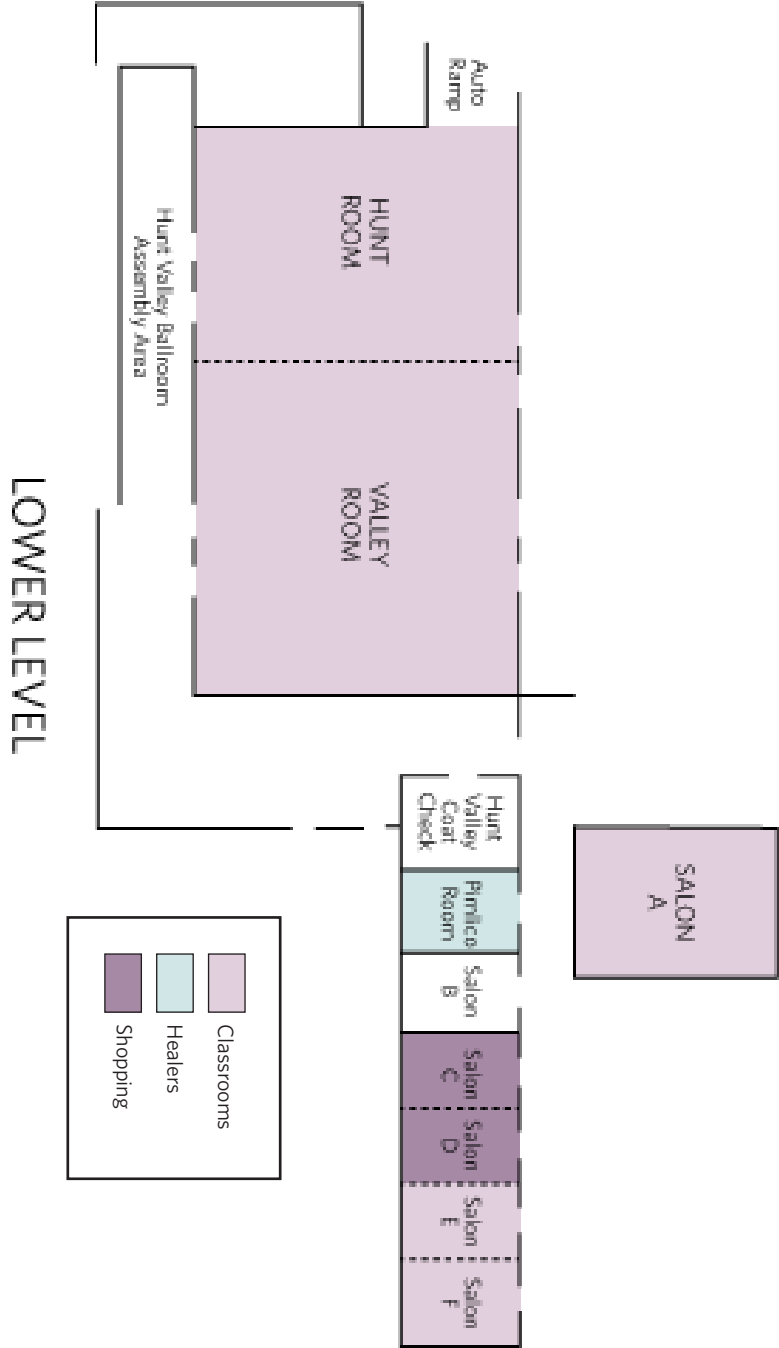 Auto
Ramp
HUNT
ROOM
Hunt Valley Ballroom
Assembly Area
VALLEY
ROOM
LOWER LEVEL
Hunt
Valley
Coat
Check
Pimlico
Room
Salon
B
Salon
C
Salon
D
Salon
E
Salon
F
SALON
A
Classrooms
Healers
Shopping